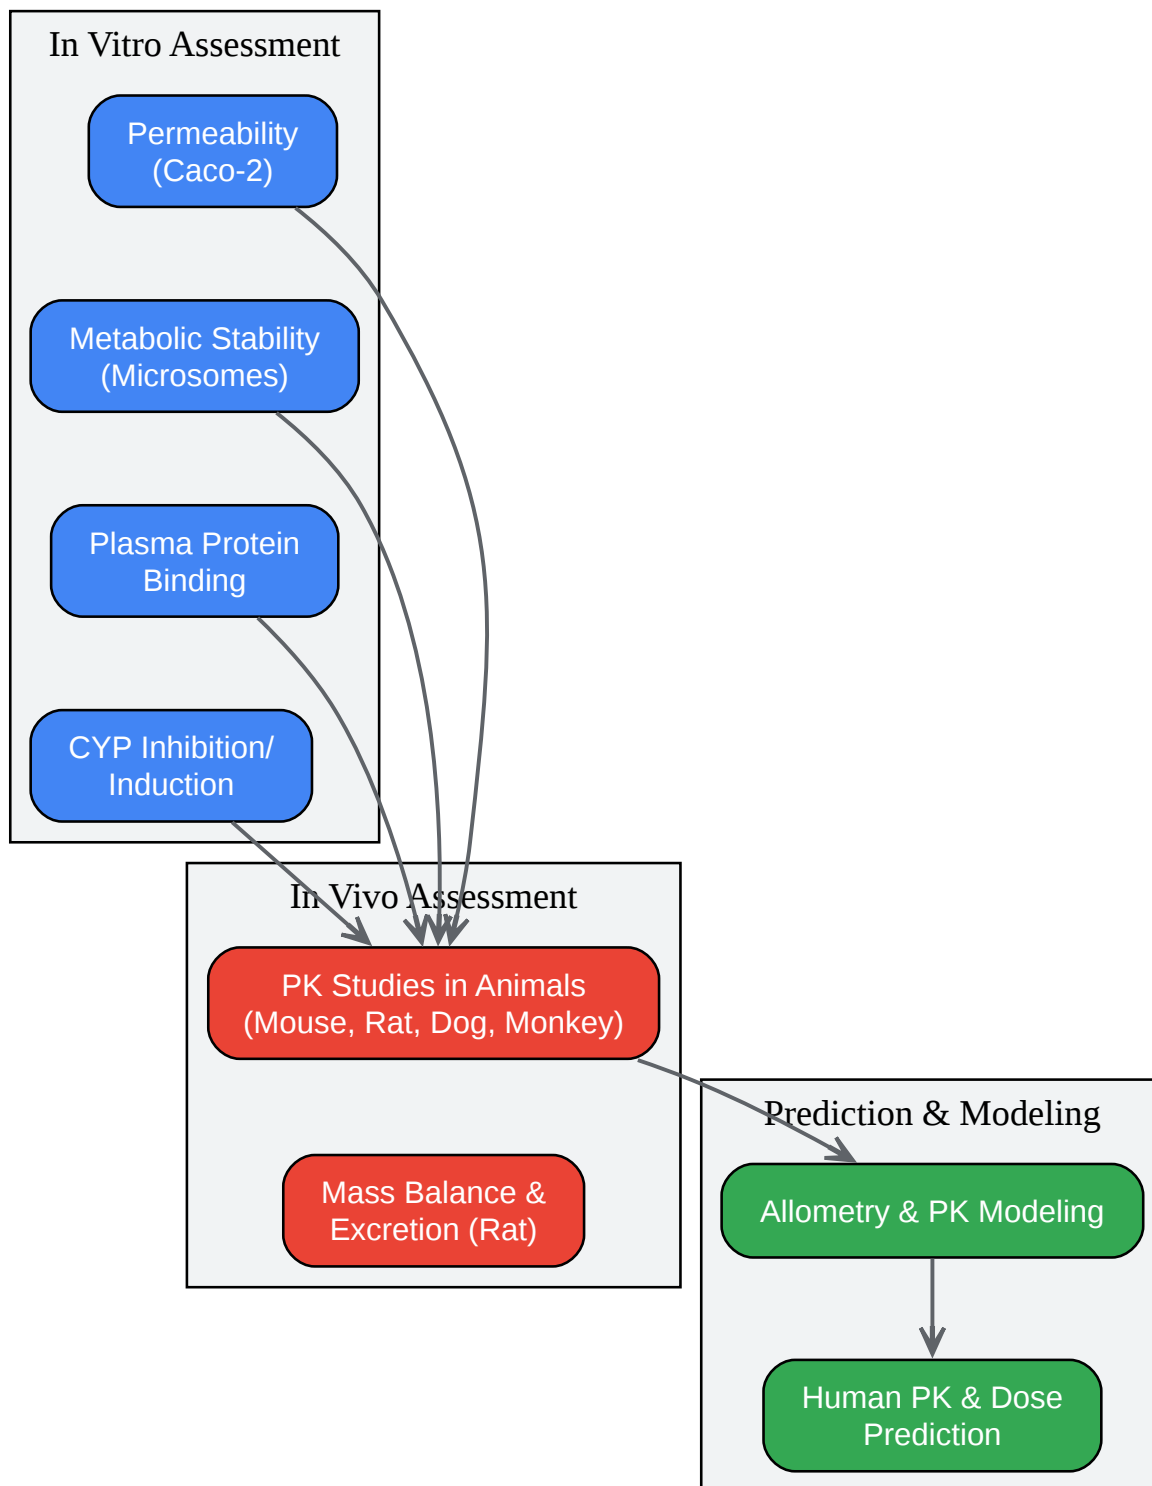 In Vitro Assessment
Permeability
(Caco-2)
Metabolic Stability
(Microsomes)
Plasma Protein
Binding
CYP Inhibition/
Induction
In Vivo Assessment
PK Studies in Animals
(Mouse, Rat, Dog, Monkey)
Mass Balance &
Excretion (Rat)
Prediction & Modeling
Allometry & PK Modeling
Human PK & Dose
Prediction